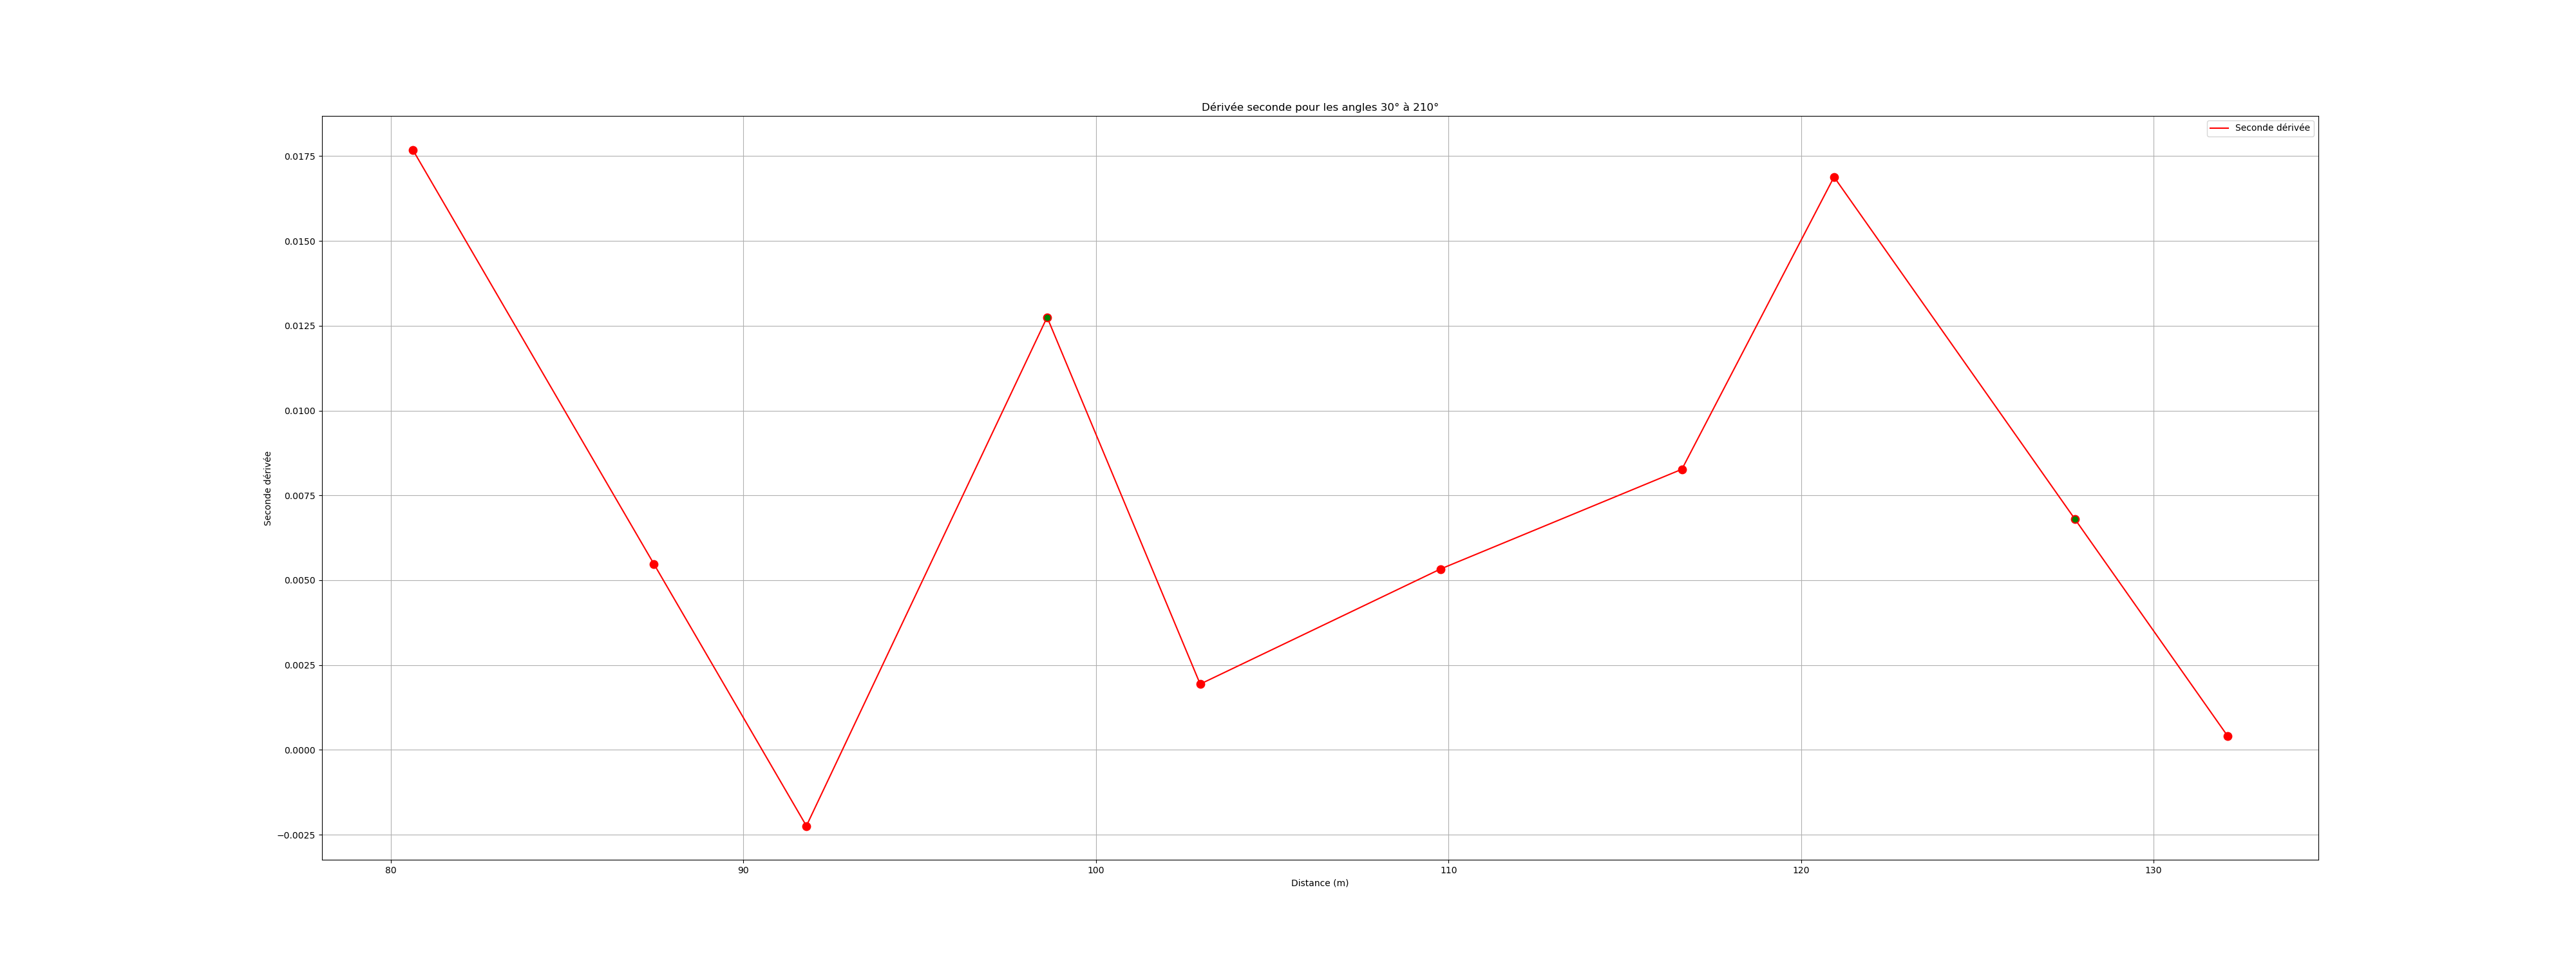 Dérivée seconde pour les angles 30° à 210°
Seconde dérivée
0.0175
0.0150
0.0125
0.0100
0.0075
0.0050
0.0025
0.0000
−0.0025
Seconde dérivée
80 90 100 110 120 130
Distance (m)